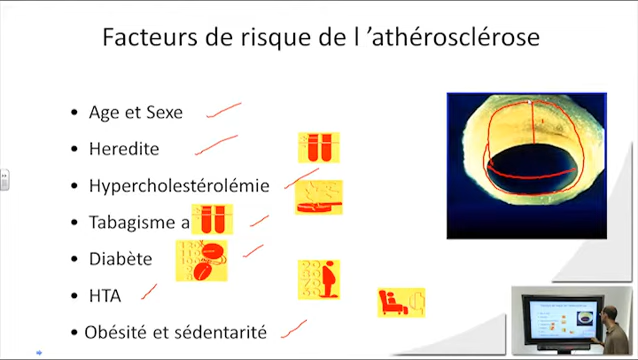 Facteurs de risque de l ’athérosclérose
• Age et Sexe
• Heredite
• Hypercholestérolémie
• Tabagisme a
• Diabète
• HTA
• Obésité et sédentarité